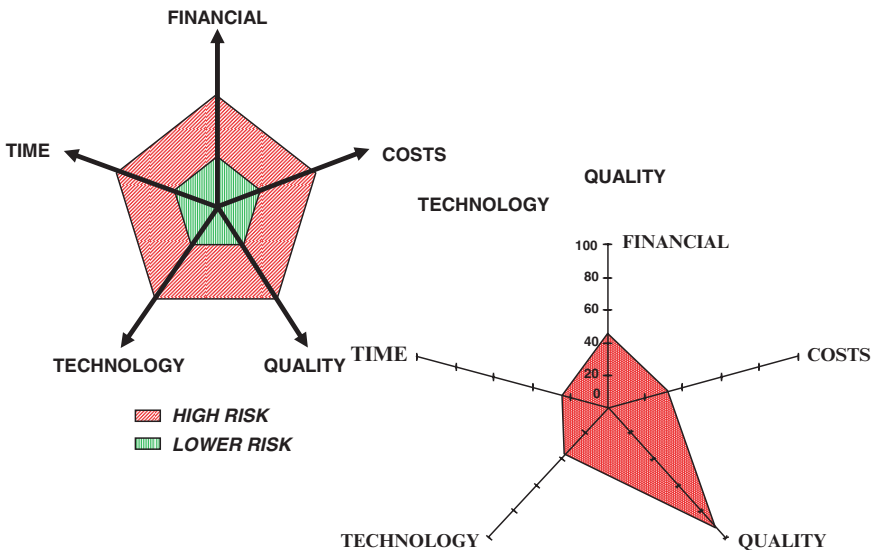 FINANCIAL
TIME
COSTS
TECHNOLOGY
QUALITY
HIGH RISK
LOWER RISK
QUALITY
TECHNOLOGY
100
FINANCIAL
80
60
40
20
0
TIME
COSTS
TECHNOLOGY
QUALITY